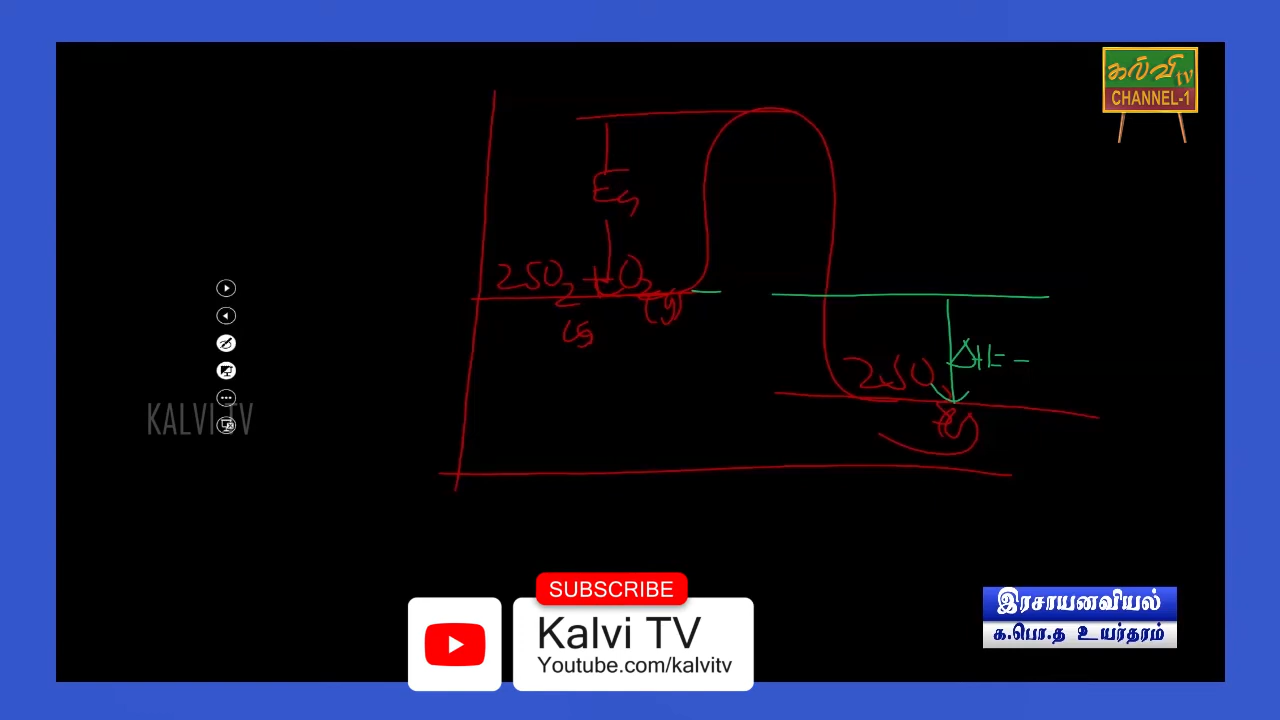 கல்வி tv
CHANNEL-1
Ea
2SO₂ + O₂
(g)
(g)
ΔH = -
2SO
(g)
KALVI TV
SUBSCRIBE
Kalvi TV
Youtube.com/kalvitv
இரசாயனவியல்
க.பொ.த உயர்தரம்